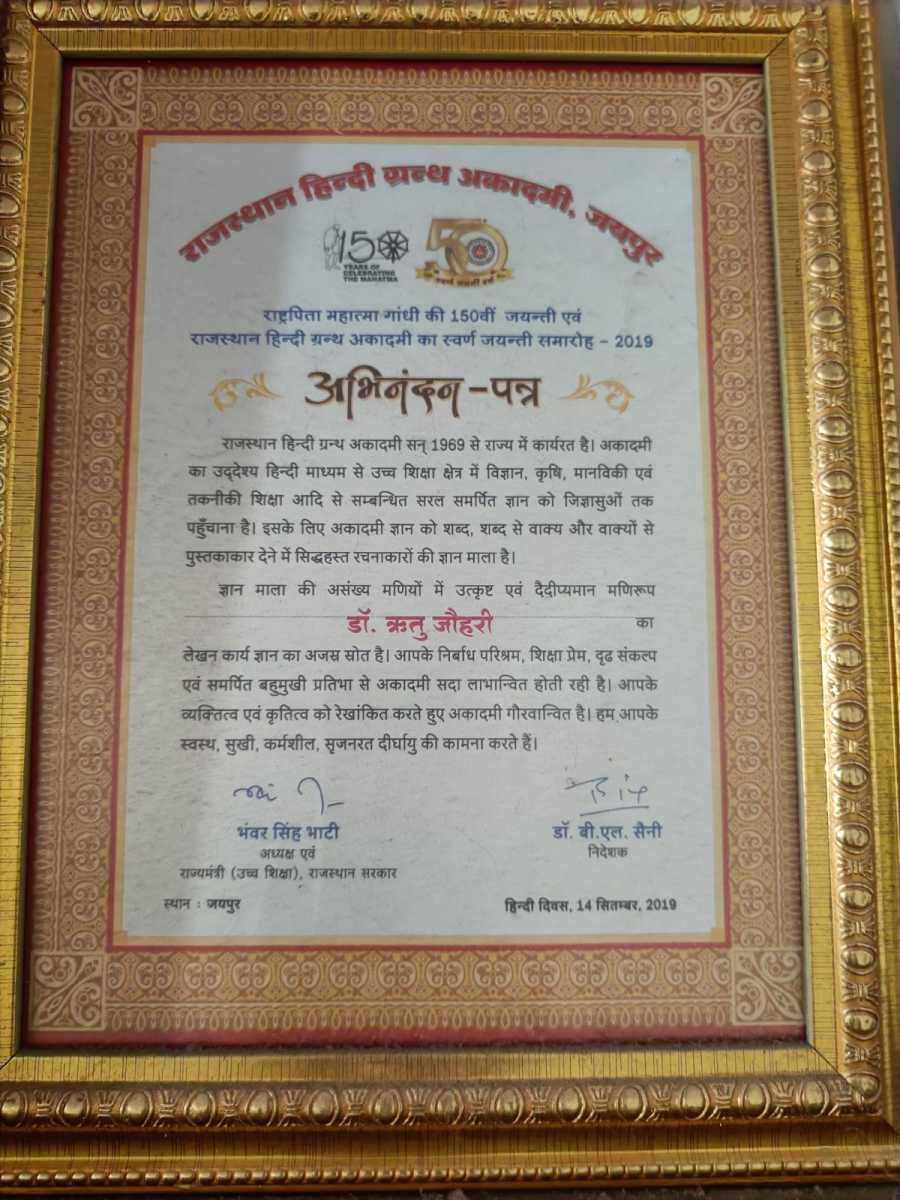 राजस्थान हिन्दी ग्रन्थ अकादमी, जयपुर
150
YEARS OF
CELEBRATING
THE MAHATMA
50
स्वर्ण जयन्ती वर्ष
राष्ट्रपिता महात्मा गांधी की 150वीं जयन्ती एवं
राजस्थान हिन्दी ग्रन्थ अकादमी का स्वर्ण जयन्ती समारोह - 2019
अभिनंदन-पत्र
राजस्थान हिन्दी ग्रन्थ अकादमी सन् 1969 से राज्य में कार्यरत है। अकादमी
का उद्देश्य हिन्दी माध्यम से उच्च शिक्षा क्षेत्र में विज्ञान, कृषि, मानविकी एवं
तकनीकी शिक्षा आदि से सम्बन्धित सरल समर्पित ज्ञान को जिज्ञासुओं तक
पहुँचाना है। इसके लिए अकादमी ज्ञान को शब्द, शब्द से वाक्य और वाक्यों से
पुस्तकाकार देने में सिद्धहस्त रचनाकारों की ज्ञान माला है।
ज्ञान माला की असंख्य मणियों में उत्कृष्ट एवं दैदीप्यमान मणिरूप
डॉ. ऋतु जौहरी का
लेखन कार्य ज्ञान का अजस्र स्रोत है। आपके निर्बाध परिश्रम, शिक्षा प्रेम, दृढ संकल्प
एवं समर्पित बहुमुखी प्रतिभा से अकादमी सदा लाभान्वित होती रही है। आपके
व्यक्तित्व एवं कृतित्व को रेखांकित करते हुए अकादमी गौरवान्वित है। हम आपके
स्वस्थ, सुखी, कर्मशील, सृजनरत दीर्घायु की कामना करते हैं।
भंवर सिंह भाटी
अध्यक्ष एवं
राज्यमंत्री (उच्च शिक्षा), राजस्थान सरकार
डॉ. बी.एल. सैनी
निदेशक
स्थान : जयपुर
हिन्दी दिवस, 14 सितम्बर, 2019